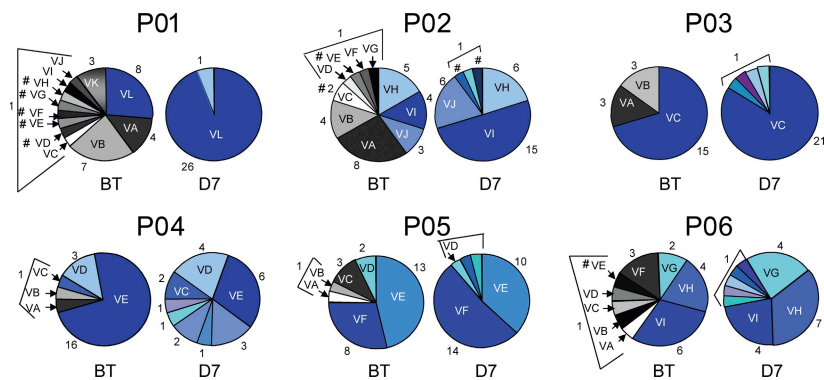 P01
P02
P03
1
VJ
VI
# VH
# VG
# VF
# VE
# VD
VC
3
VK
8
VL
VA
4
VB
7
BT
1
VL
26
D7
1
# VE
VD
VF
VG
# 2
VC
5
VH
VI
VJ
3
4
VB
VA
8
BT
1
#
#
6
6
VH
4
VJ
VI
15
D7
3
VB
3
VA
VC
15
BT
1
VC
21
D7
P04
P05
P06
3
VD
1
VC
VB
VA
VE
16
BT
4
VD
6
VE
2
VC
1
1
2
1
3
D7
3
2
1
VB
VA
VC
VD
13
VE
VF
8
BT
VD
10
VE
VF
14
D7
1
# VE
VD
VC
VB
VA
3
VF
2
VG
4
VH
VI
6
BT
1
4
VG
VH
7
VI
4
D7